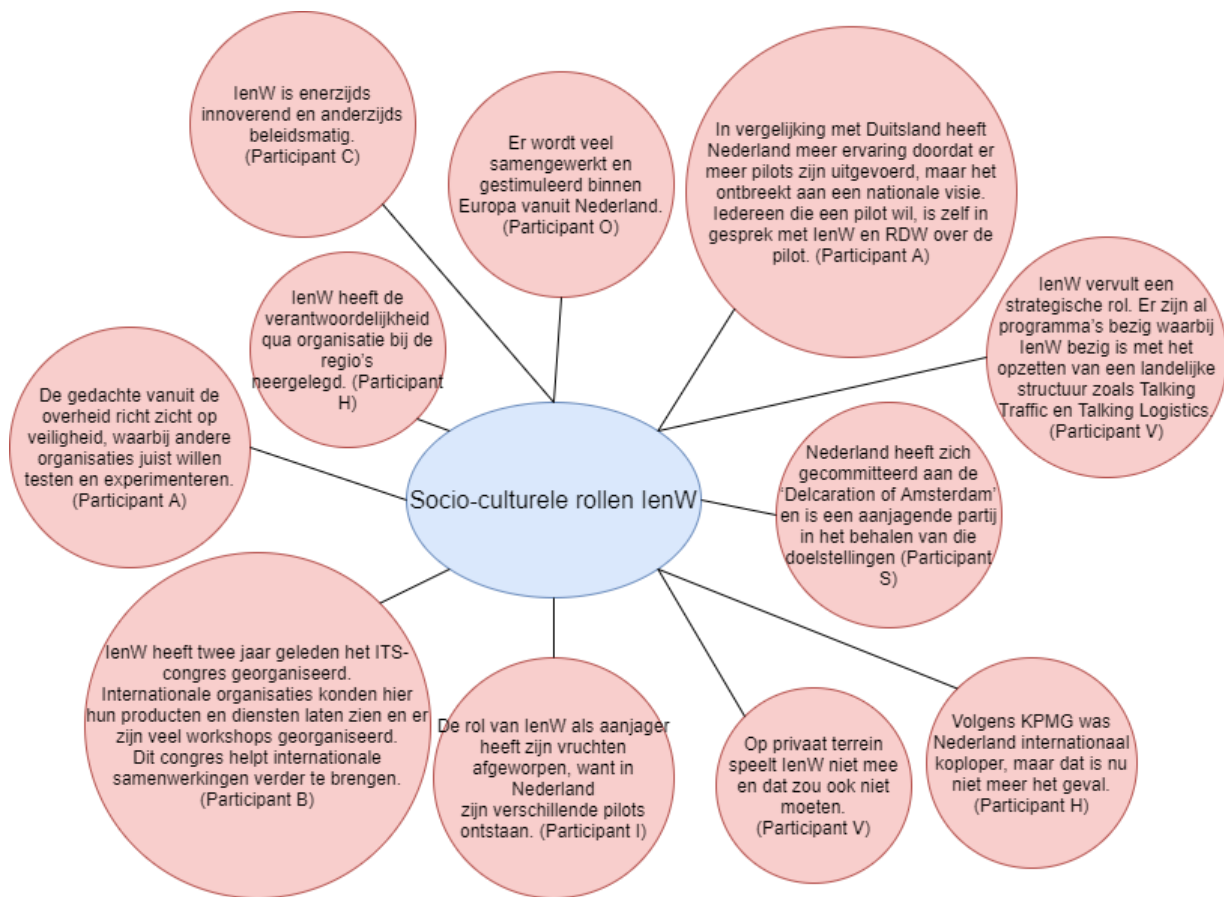 IenW is enerzijds
innoverend en anderzijds
beleidsmatig.
(Participant C)
Er wordt veel
samengewerkt en
gestimuleerd binnen
Europa vanuit Nederland.
(Participant O)
In vergelijking met Duitsland heeft
Nederland meer ervaring doordat er
meer pilots zijn uitgevoerd, maar het
ontbreekt aan een nationale visie.
Iedereen die een pilot wil, is zelf in
gesprek met IenW en RDW over de
pilot. (Participant A)
IenW heeft de
verantwoordelijkheid
qua organisatie bij de
regio's
neergelegd. (Participant
H)
IenW vervult een
strategische rol. Er zijn al
programma's bezig waarbij
IenW bezig is met het
opzetten van een landelijke
structuur zoals Talking
Traffic en Talking Logistics.
(Participant V)
De gedachte vanuit de
overheid richt zicht op
veiligheid, waarbij andere
organisaties juist willen
testen en experimenteren.
(Participant A)
Socio-culturele rollen IenW
Nederland heeft zich
gecommitteerd aan de
'Delcaration of Amsterdam'
en is een aanjagende partij
in het behalen van die
doelstellingen (Participant
S)
IenW heeft twee jaar geleden het ITS-
congres georganiseerd.
Internationale organisaties konden hier
hun producten en diensten laten zien en er
zijn veel workshops georganiseerd.
Dit congres helpt internationale
samenwerkingen verder te brengen.
(Participant B)
De rol van IenW als aanjager
heeft zijn vruchten
afgeworpen, want in
Nederland
zijn verschillende pilots
ontstaan. (Participant I)
Op privaat terrein
speelt IenW niet mee
en dat zou ook niet
moeten.
(Participant V)
Volgens KPMG was
Nederland internationaal
koploper, maar dat is nu
niet meer het geval.
(Participant H)